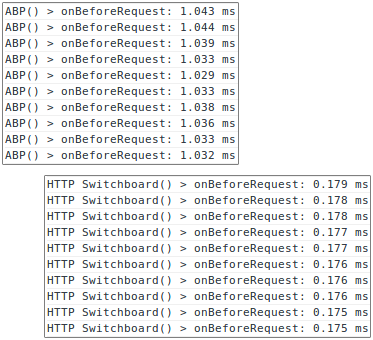 ABP() > onBeforeRequest: 1.043 ms
ABP() > onBeforeRequest: 1.044 ms
ABP() > onBeforeRequest: 1.039 ms
ABP() > onBeforeRequest: 1.033 ms
ABP() > onBeforeRequest: 1.029 ms
ABP() > onBeforeRequest: 1.033 ms
ABP() > onBeforeRequest: 1.038 ms
ABP() > onBeforeRequest: 1.036 ms
ABP() > onBeforeRequest: 1.033 ms
ABP() > onBeforeRequest: 1.032 ms
HTTP Switchboard() > onBeforeRequest: 0.179 ms
HTTP Switchboard() > onBeforeRequest: 0.178 ms
HTTP Switchboard() > onBeforeRequest: 0.178 ms
HTTP Switchboard() > onBeforeRequest: 0.177 ms
HTTP Switchboard() > onBeforeRequest: 0.177 ms
HTTP Switchboard() > onBeforeRequest: 0.176 ms
HTTP Switchboard() > onBeforeRequest: 0.176 ms
HTTP Switchboard() > onBeforeRequest: 0.176 ms
HTTP Switchboard() > onBeforeRequest: 0.175 ms
HTTP Switchboard() > onBeforeRequest: 0.175 ms